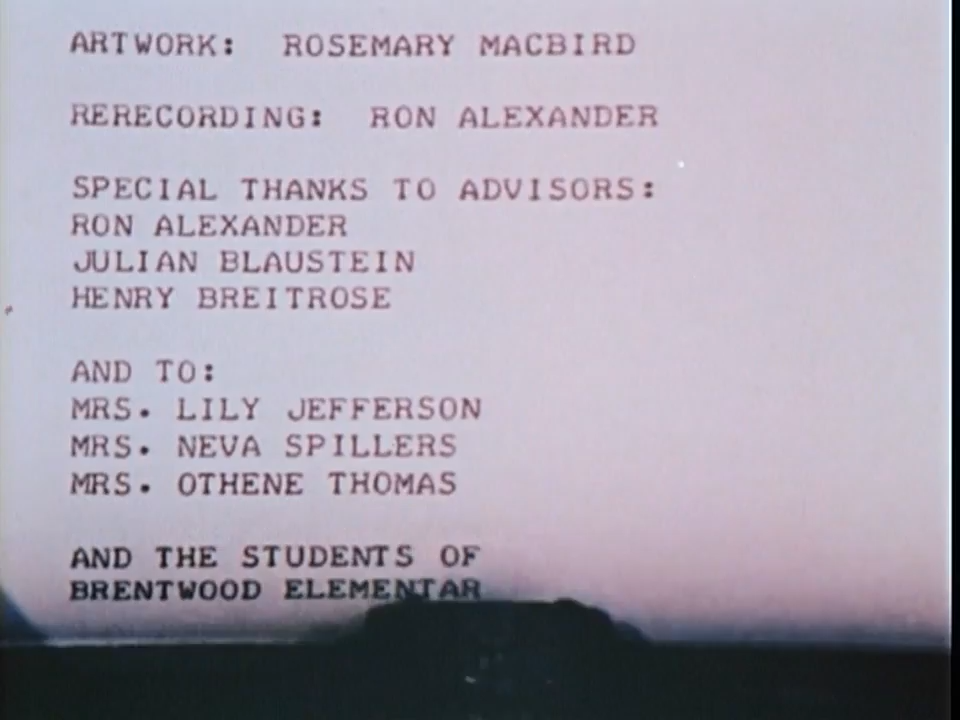 ARTWORK: ROSEMARY MACBIRD
RERECORDING: RON ALEXANDER
SPECIAL THANKS TO ADVISORS:
RON ALEXANDER
JULIAN BLAUSTEIN
HENRY BREITROSE
AND TO:
MRS. LILY JEFFERSON
MRS. NEVA SPILLERS
MRS. OTHENE THOMAS
AND THE STUDENTS OF
BRENTWOOD ELEMENTAR